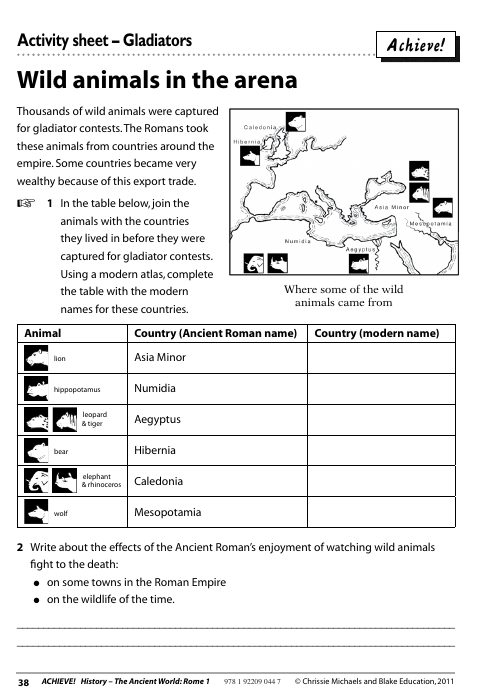 Activity sheet – Gladiators
Achieve!
Wild animals in the arena
Thousands of wild animals were captured
for gladiator contests. The Romans took
these animals from countries around the
empire. Some countries became very
wealthy because of this export trade.
1 In the table below, join the
animals with the countries
they lived in before they were
captured for gladiator contests.
Using a modern atlas, complete
the table with the modern
names for these countries.
Caledonia
Hibernia
Asia Minor
Mesopotamia
Numidia
Aegyptus
Where some of the wild
animals came from
Animal Country (Ancient Roman name) Country (modern name)
lion Asia Minor
hippopotamus Numidia
leopard
& tiger Aegyptus
bear Hibernia
elephant
& rhinoceros Caledonia
wolf Mesopotamia
2 Write about the effects of the Ancient Roman's enjoyment of watching wild animals
fight to the death:
• on some towns in the Roman Empire
• on the wildlife of the time.
38 ACHIEVE! History – The Ancient World: Rome 1 978 1 92209 044 7 © Chrissie Michaels and Blake Education, 2011